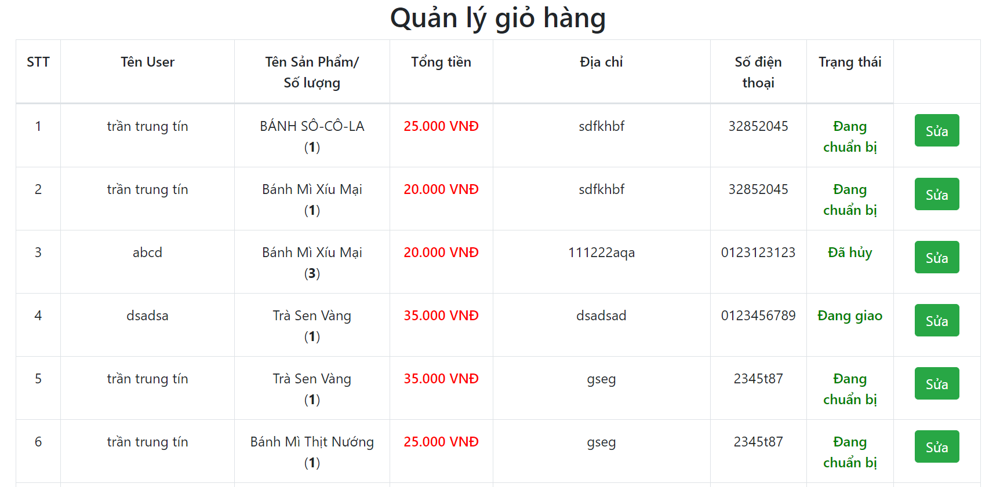 Quản lý giỏ hàng
STT Tên User Tên Sản Phẩm/ Tổng tiền Địa chỉ Số điện Trạng thái
Số lượng thoại
1 trần trung tín BÁNH SÔ-CÔ-LA 25.000 VNĐ sdfkhbf 32852045 Đang Sửa
(1) chuẩn bị
2 trần trung tín Bánh Mì Xíu Mại 20.000 VNĐ sdfkhbf 32852045 Đang Sửa
(1) chuẩn bị
3 abcd Bánh Mì Xíu Mại 20.000 VNĐ 111222aqa 0123123123 Đã hủy Sửa
(3)
4 dsadsa Trà Sen Vàng 35.000 VNĐ dsadsad 0123456789 Đang giao Sửa
(1)
5 trần trung tín Trà Sen Vàng 35.000 VNĐ gseg 2345t87 Đang Sửa
(1) chuẩn bị
6 trần trung tín Bánh Mì Thịt Nướng 25.000 VNĐ gseg 2345t87 Đang Sửa
(1) chuẩn bị